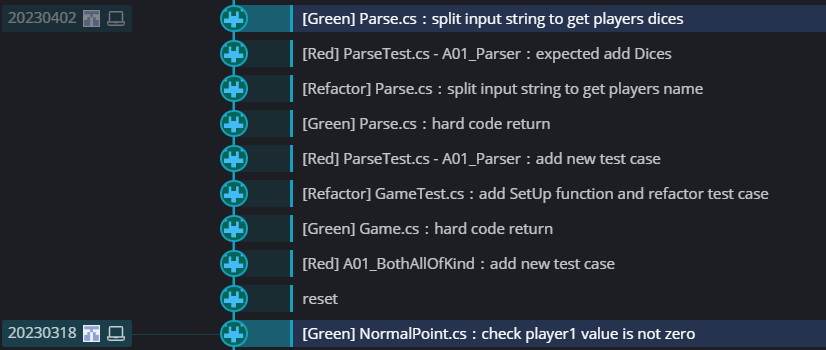 20230402 [Green] Parse.cs : split input string to get players dices
[Red] ParseTest.cs - A01_Parser : expected add Dices
[Refactor] Parse.cs : split input string to get players name
[Green] Parse.cs : hard code return
[Red] ParseTest.cs - A01_Parser : add new test case
[Refactor] GameTest.cs : add SetUp function and refactor test case
[Green] Game.cs : hard code return
[Red] A01_BothAllOfKind : add new test case
reset
20230318 [Green] NormalPoint.cs : check player1 value is not zero